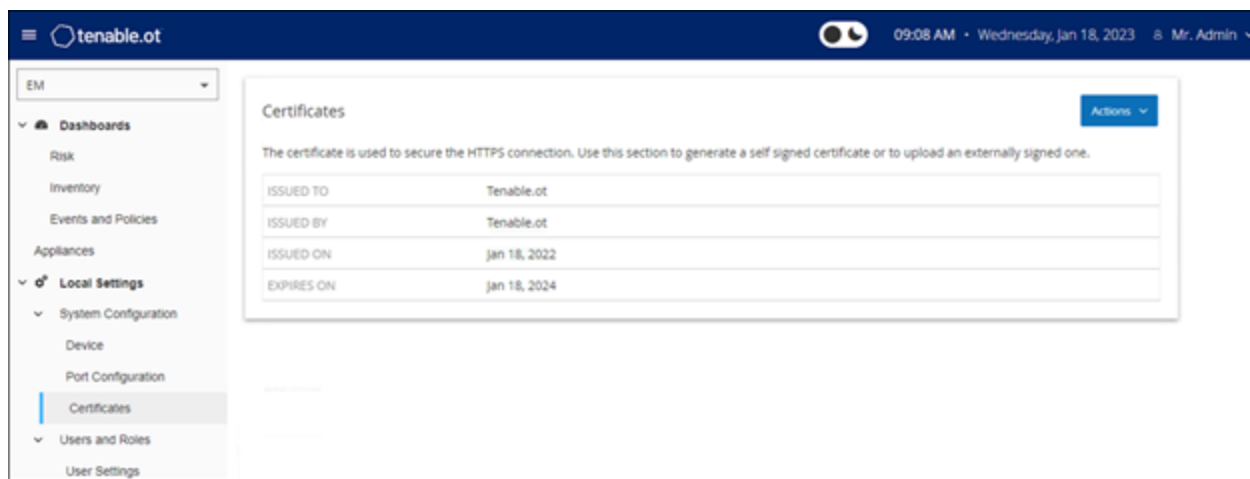 tenable.ot
09:08 AM • Wednesday, Jan 18, 2023 Mr. Admin
EM
Dashboards
Risk
Inventory
Events and Policies
Appliances
Local Settings
System Configuration
Device
Port Configuration
Certificates
Users and Roles
User Settings
Certificates
Actions
The certificate is used to secure the HTTPS connection. Use this section to generate a self signed certificate or to upload an externally signed one.
ISSUED TO Tenable.ot
ISSUED BY Tenable.ot
ISSUED ON Jan 18, 2022
EXPIRES ON Jan 18, 2024